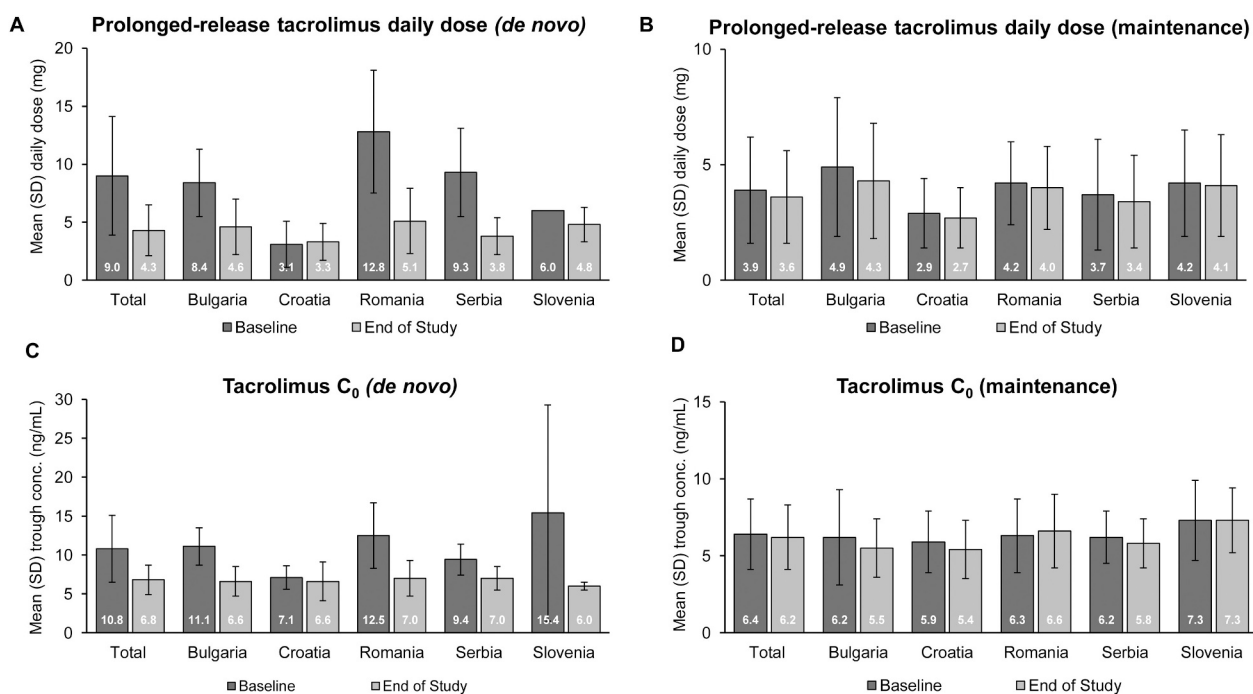 A
Prolonged-release tacrolimus daily dose (de novo)
Mean (SD) daily dose (mg)
20
15
10
5
0
9.0 4.3 8.4 4.6 3.1 3.3 12.8 5.1 9.3 3.8 6.0 4.8
Total Bulgaria Croatia Romania Serbia Slovenia
Baseline End of Study
B
Prolonged-release tacrolimus daily dose (maintenance)
Mean (SD) daily dose (mg)
10
5
0
3.9 3.6 4.9 4.3 2.9 2.7 4.2 4.0 3.7 3.4 4.2 4.1
Total Bulgaria Croatia Romania Serbia Slovenia
Baseline End of Study
C
Tacrolimus C0 (de novo)
Mean (SD) trough conc. (ng/mL)
30
25
20
15
10
5
0
10.8 6.8 11.1 6.6 7.1 6.6 12.5 7.0 9.4 7.0 15.4 6.0
Total Bulgaria Croatia Romania Serbia Slovenia
Baseline End of Study
D
Tacrolimus C0 (maintenance)
Mean (SD) trough conc. (ng/mL)
15
10
5
0
6.4 6.2 6.2 5.5 5.9 5.4 6.3 6.6 6.2 5.8 7.3 7.3
Total Bulgaria Croatia Romania Serbia Slovenia
Baseline End of Study